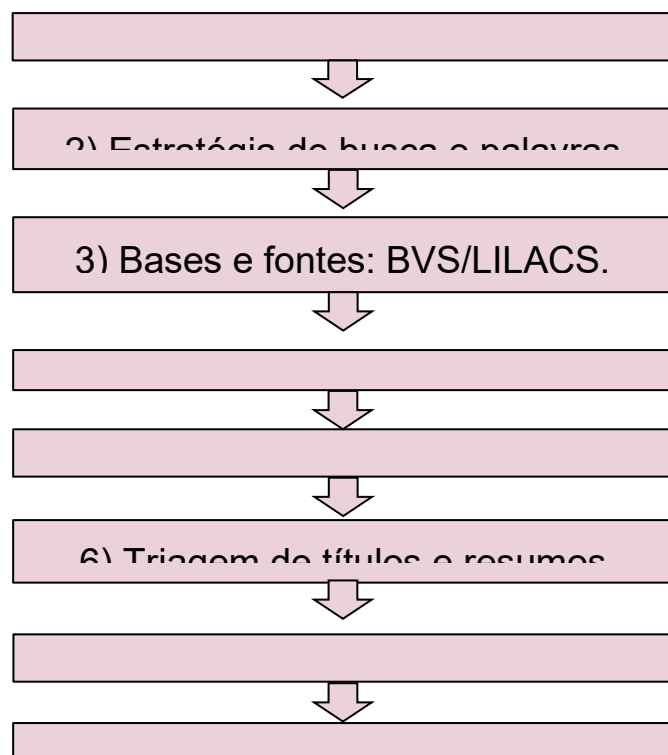 2) Estratégia de busca e palavras
3) Bases e fontes: BVS/LILACS.
6) Triagem de títulos e resumos